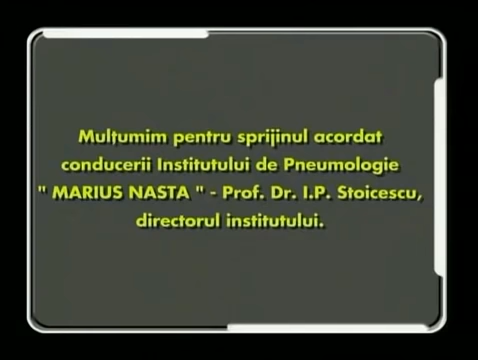 Mulțumim pentru sprijinul acordat
conducerii Institutului de Pneumologie
" MARIUS NASTA " - Prof. Dr. I.P. Stoicescu,
directorul institutului.